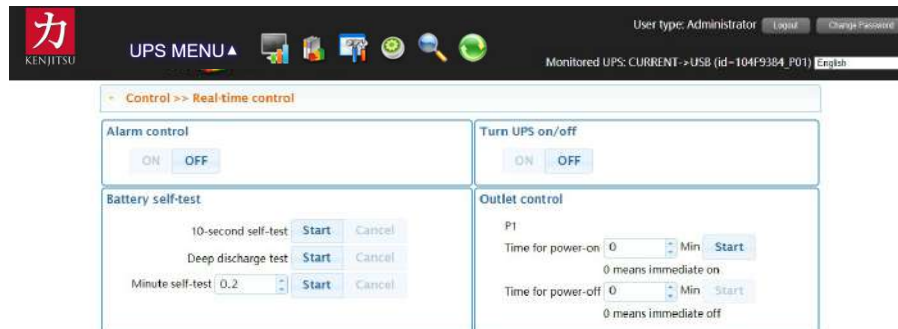 力
KENJITSU
UPS MENU▲
User type: Administrator Logout Change Password
Monitored UPS: CURRENT->USB (id=104F9384_P01) English
Control >> Real-time control
Alarm control
ON OFF
Turn UPS on/off
ON OFF
Battery self-test
10-second self-test Start Cancel
Deep discharge test Start Cancel
Minute self-test 0.2 Start Cancel
Outlet control
P1
Time for power-on 0 Min Start
0 means immediate on
Time for power-off 0 Min Start
0 means immediate off